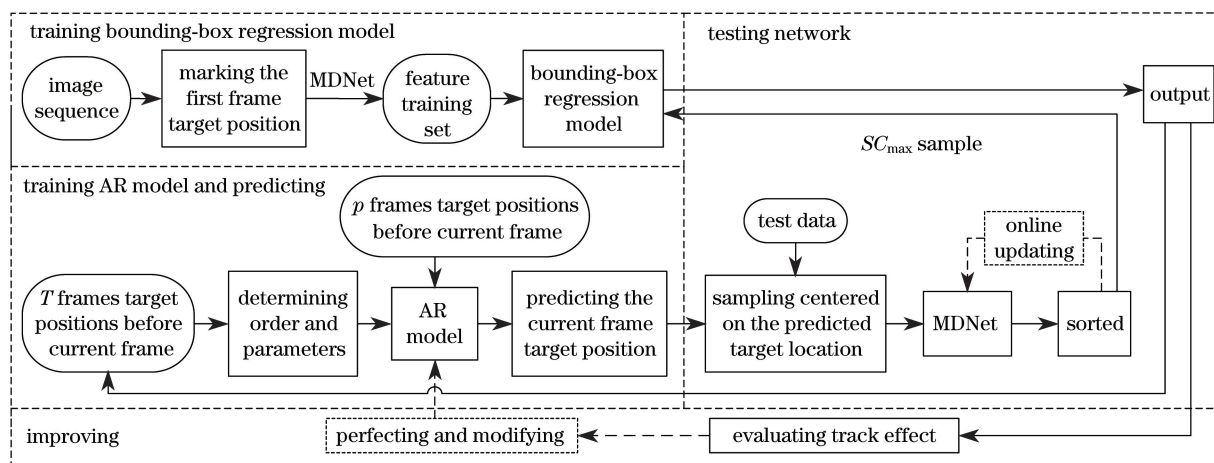 training bounding-box regression model
image
sequence
marking the
first frame
target position
MDNet
feature
training
set
bounding-box
regression
model
testing network
output
SCmax sample
training AR model and predicting
p frames target positions
before current frame
T frames target
positions before
current frame
determining
order and
parameters
AR
model
predicting the
current frame
target position
test data
sampling centered
on the predicted
target location
MDNet
online
updating
sorted
improving
perfecting and modifying
evaluating track effect